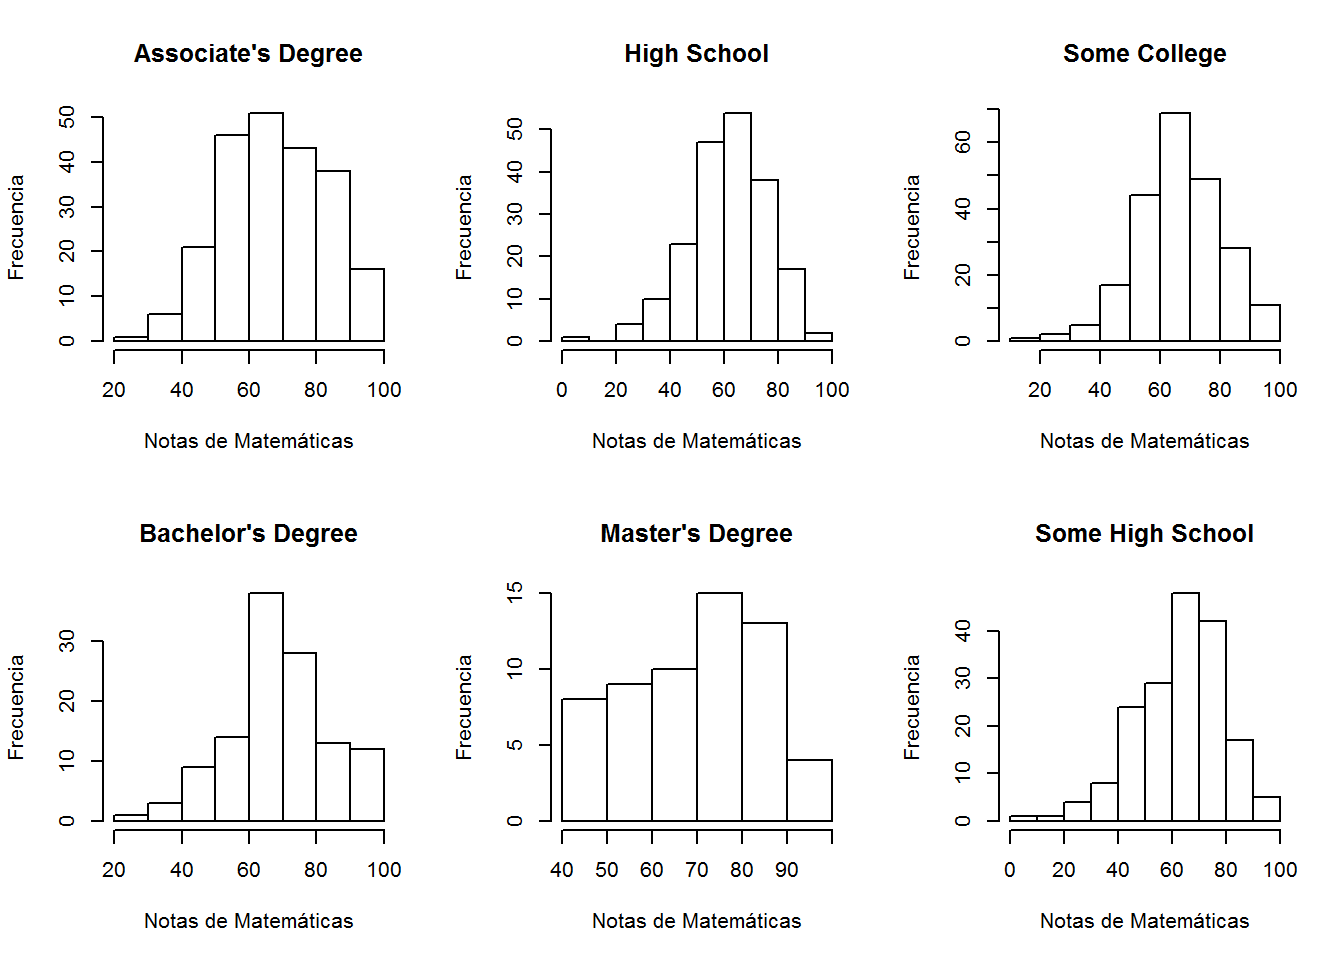 Associate's Degree
Frecuencia
0 10 20 30 40 50
20 40 60 80 100
Notas de Matemáticas
High School
Frecuencia
0 10 20 30 40 50
0 20 40 60 80 100
Notas de Matemáticas
Some College
Frecuencia
0 20 40 60
20 40 60 80 100
Notas de Matemáticas
Bachelor's Degree
Frecuencia
0 10 20 30
20 40 60 80 100
Notas de Matemáticas
Master's Degree
Frecuencia
0 5 10 15
40 50 60 70 80 90
Notas de Matemáticas
Some High School
Frecuencia
0 10 20 30 40
0 20 40 60 80 100
Notas de Matemáticas